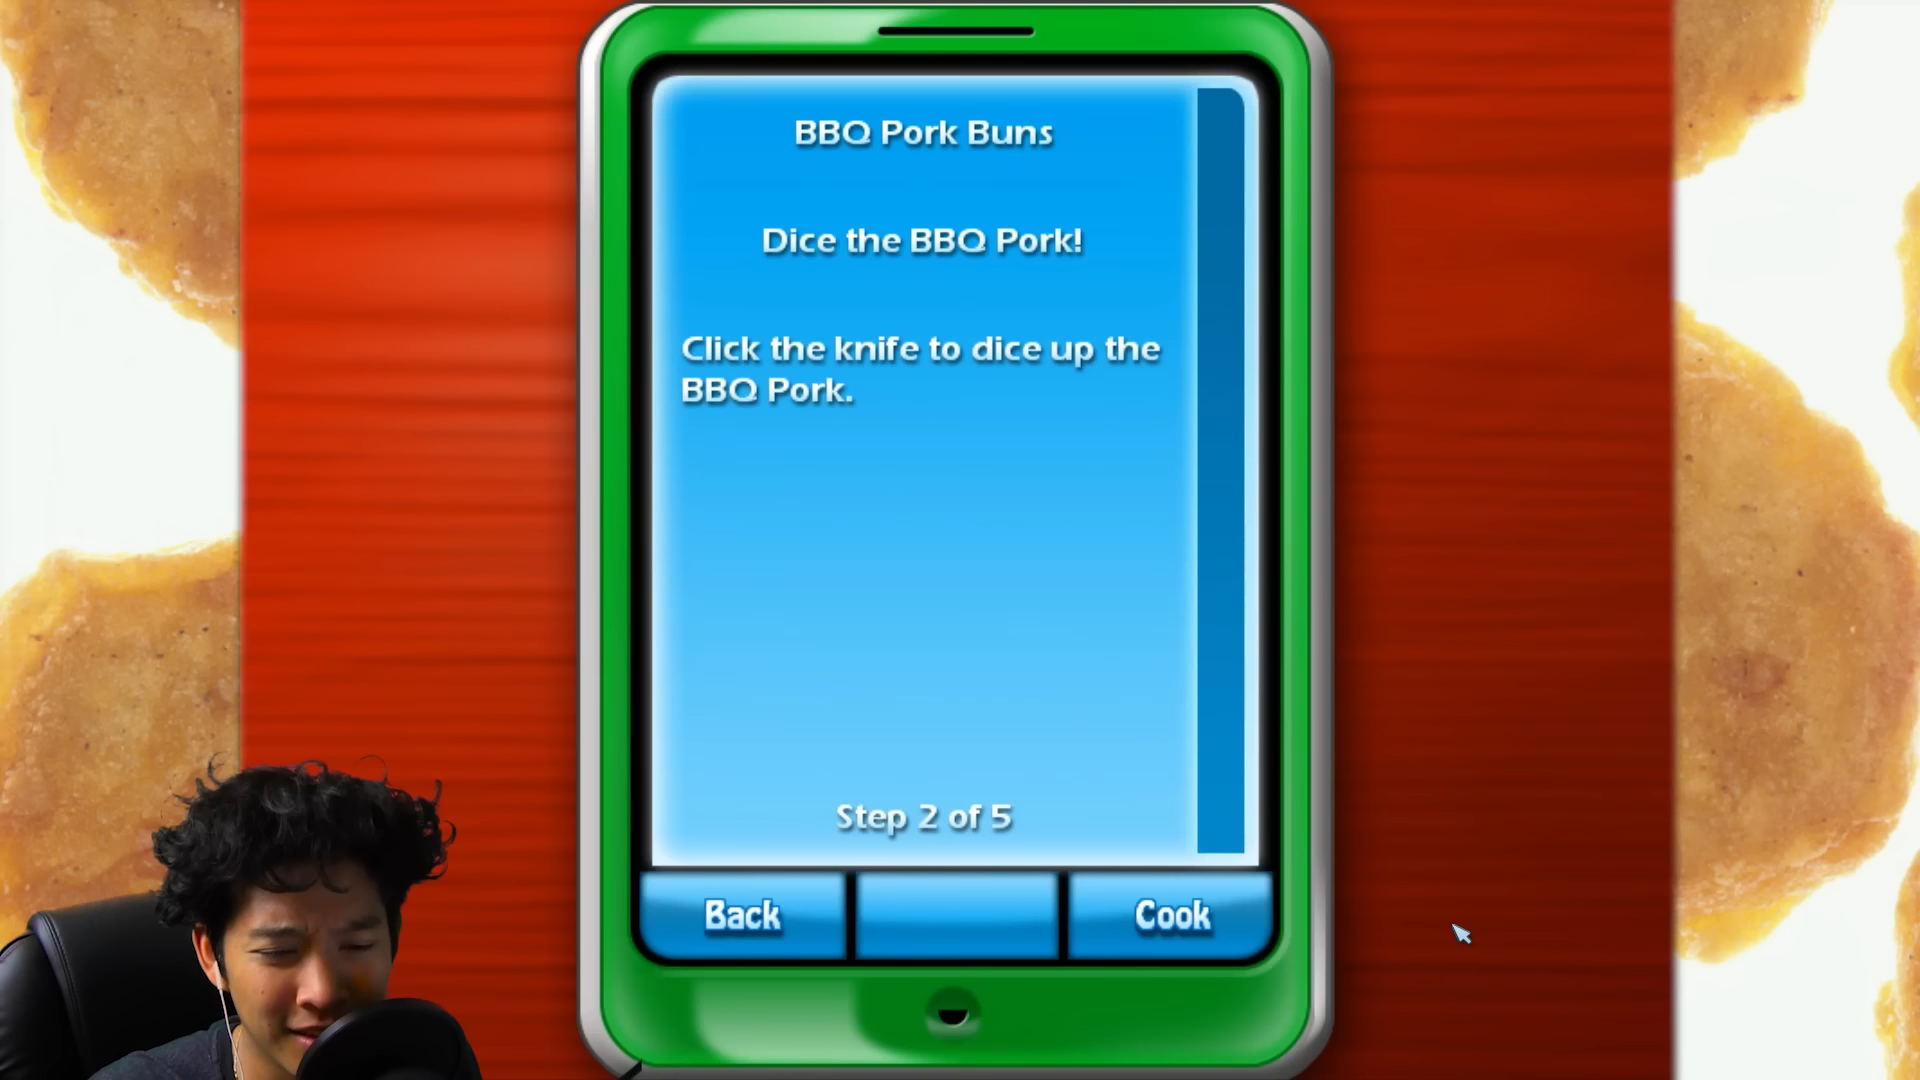 BBQ Pork Buns
Dice the BBQ Pork!
Click the knife to dice up the
BBQ Pork.
Step 2 of 5
Back
Cook